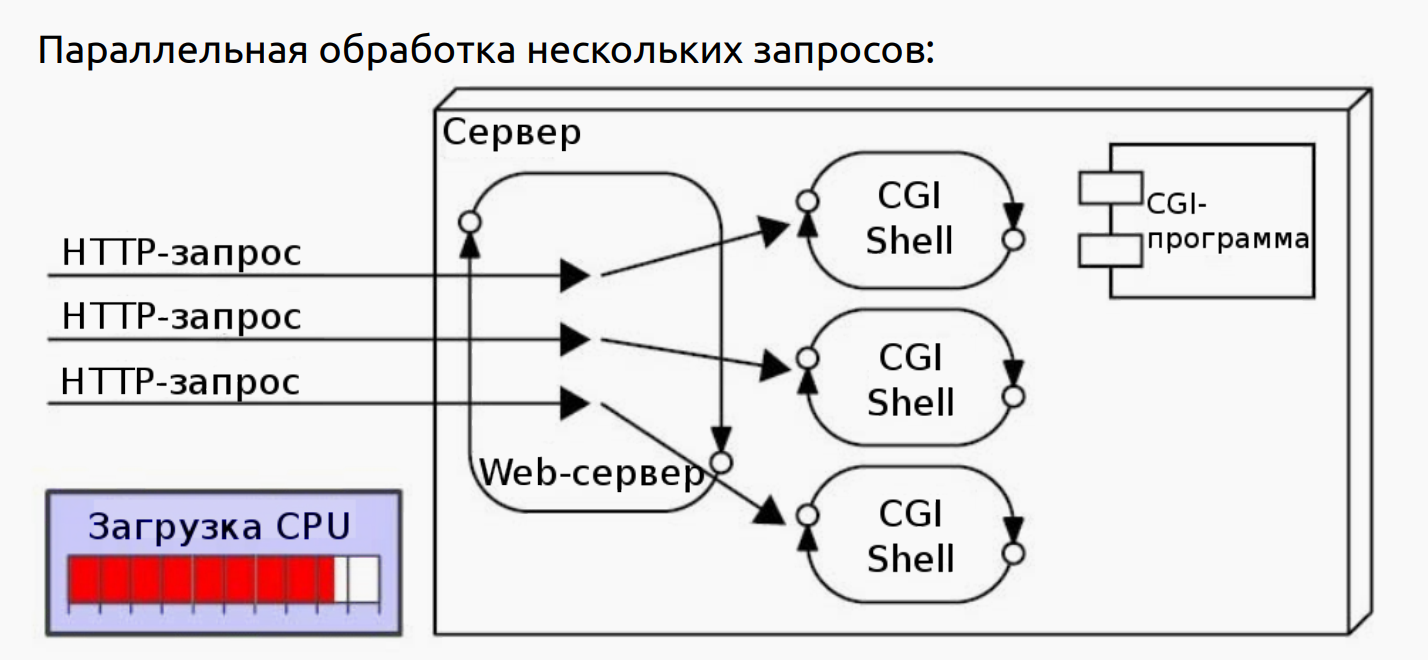 Параллельная обработка нескольких запросов:
Сервер
HTTP-запрос
HTTP-запрос
HTTP-запрос
Web-сервер
CGI
Shell
CGI
Shell
CGI
Shell
CGI-
программа
Загрузка CPU